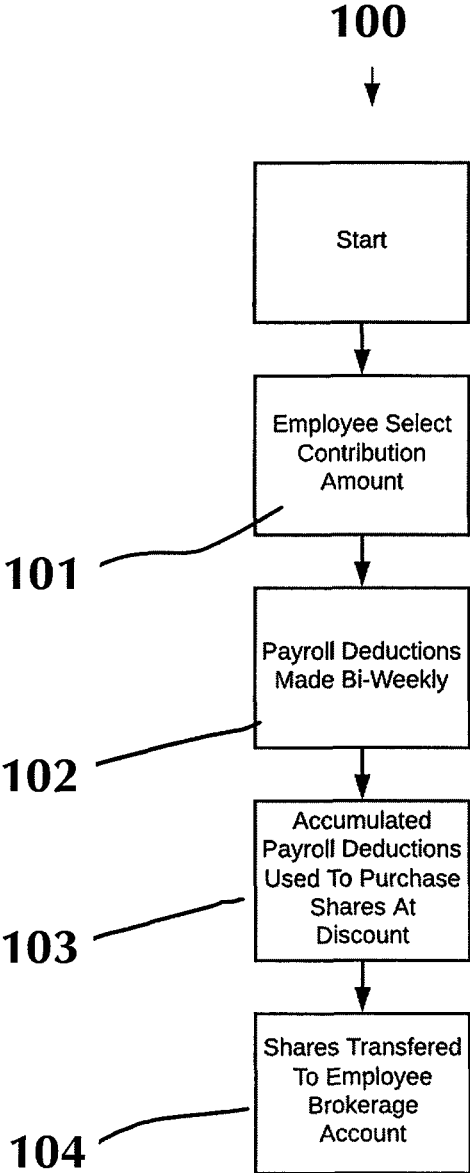 100
Start
Employee Select
Contribution
Amount
101
Payroll Deductions
Made Bi-Weekly
102
Accumulated
Payroll Deductions
Used To Purchase
Shares At
Discount
103
Shares Transfered
To Employee
Brokerage
Account
104